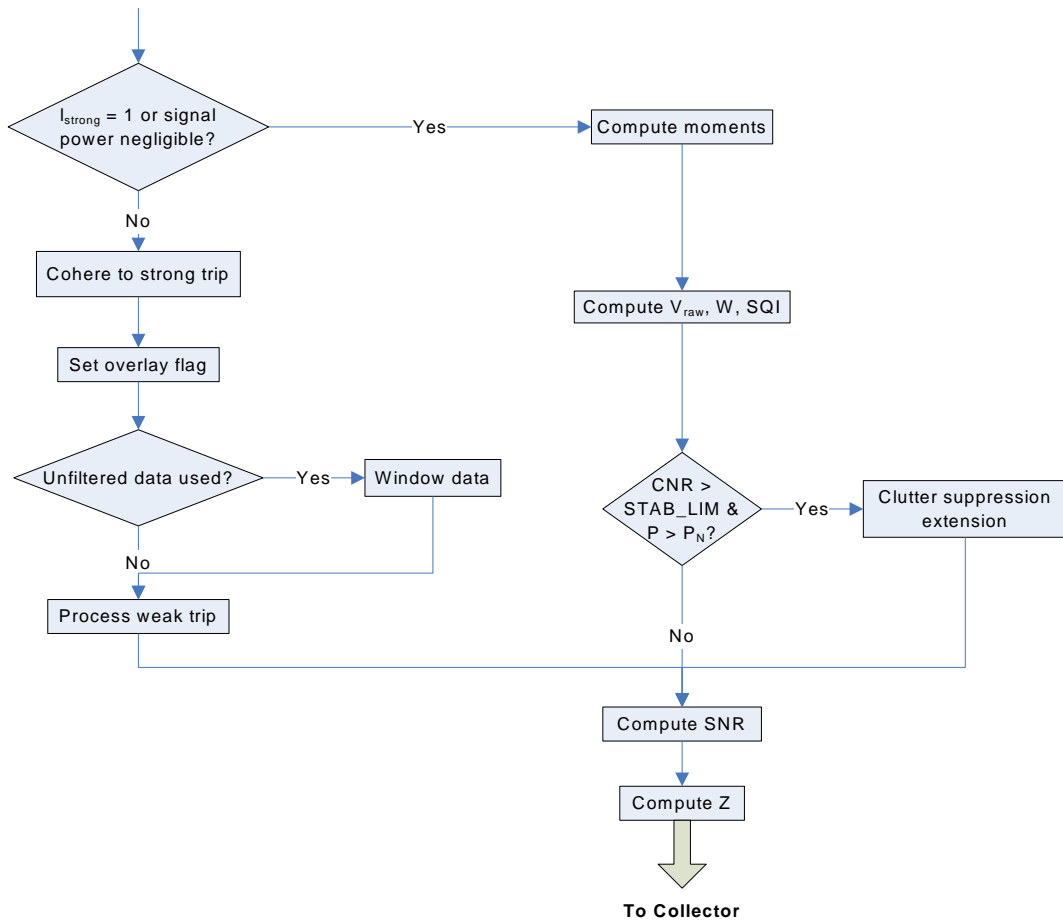 I_strong = 1 or signal
power negligible?
Yes
Compute moments
No
Cohere to strong trip
Compute V_raw, W, SQI
Set overlay flag
Unfiltered data used?
Yes
Window data
CNR >
STAB_LIM &
P > P_N?
Yes
Clutter suppression
extension
No
Process weak trip
No
Compute SNR
Compute Z
To Collector